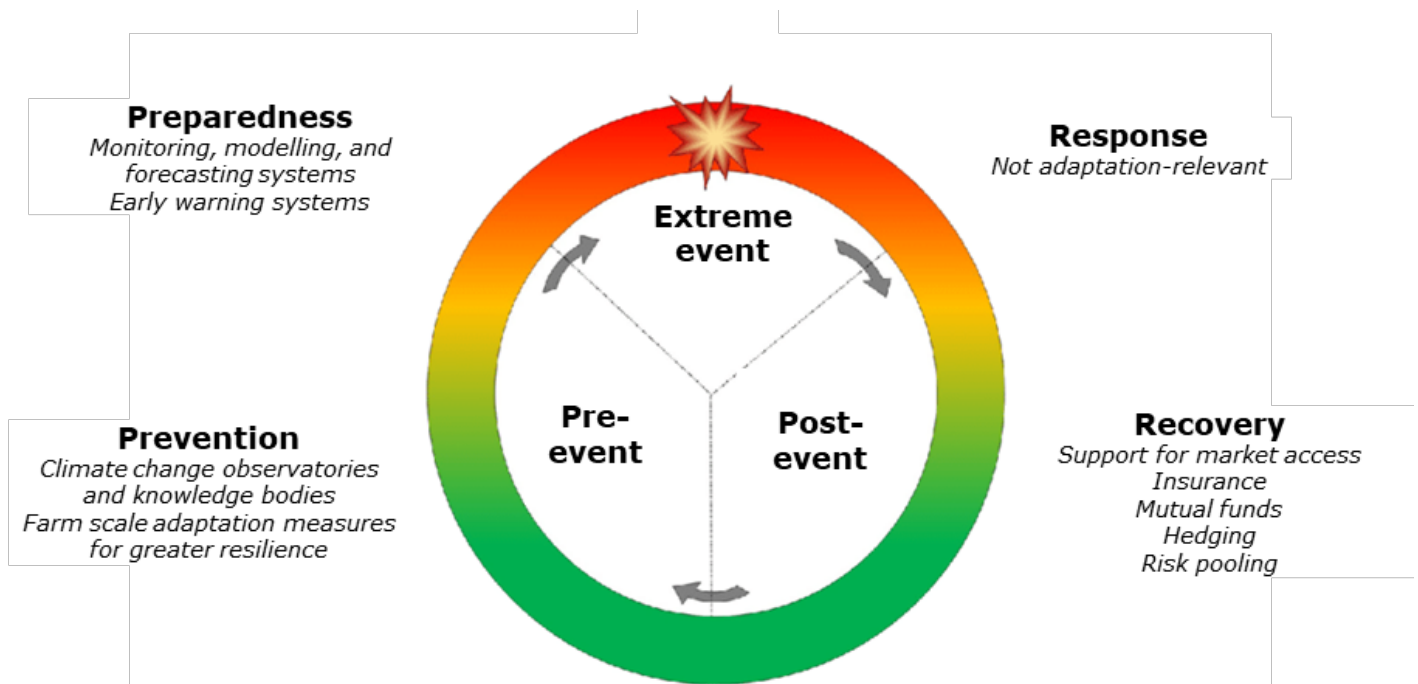 Preparedness
Monitoring, modelling, and
forecasting systems
Early warning systems
Response
Not adaptation-relevant
Extreme
event
Pre-
event
Post-
event
Prevention
Climate change observatories
and knowledge bodies
Farm scale adaptation measures
for greater resilience
Recovery
Support for market access
Insurance
Mutual funds
Hedging
Risk pooling